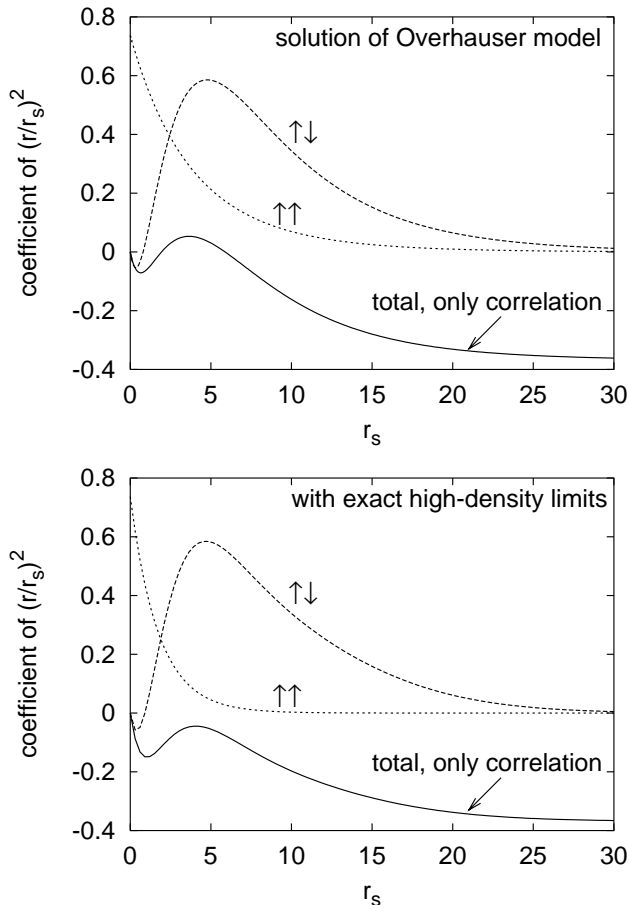 0.8
solution of Overhauser model
0.6
↑↓
0.4
0.2
↑↑
0
-0.2
total, only correlation
-0.4
0 5 10 15 20 25 30
r_s
coefficient of (r/r_s)^2
0.8
with exact high-density limits
0.6
↑↓
0.4
0.2
↑↑
0
-0.2
total, only correlation
-0.4
0 5 10 15 20 25 30
r_s
coefficient of (r/r_s)^2